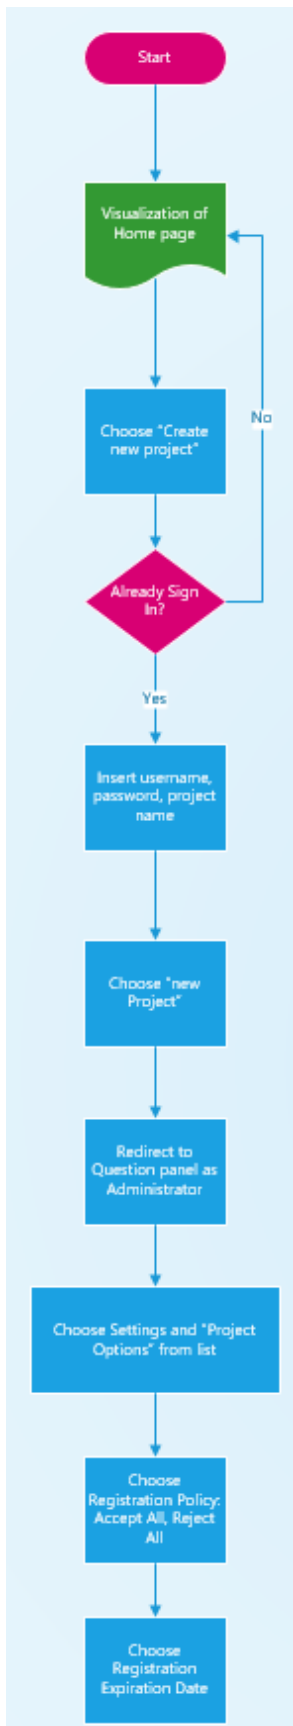 Start
Visualization of
Home page
Choose "Create
new project"
No
Already Sign
In?
Yes
Insert username,
password, project
name
Choose "new
Project"
Redirect to
Question panel as
Administrator
Choose Settings and "Project
Options" from list
Choose
Registration Policy:
Accept All, Reject
All
Choose
Registration
Expiration Date